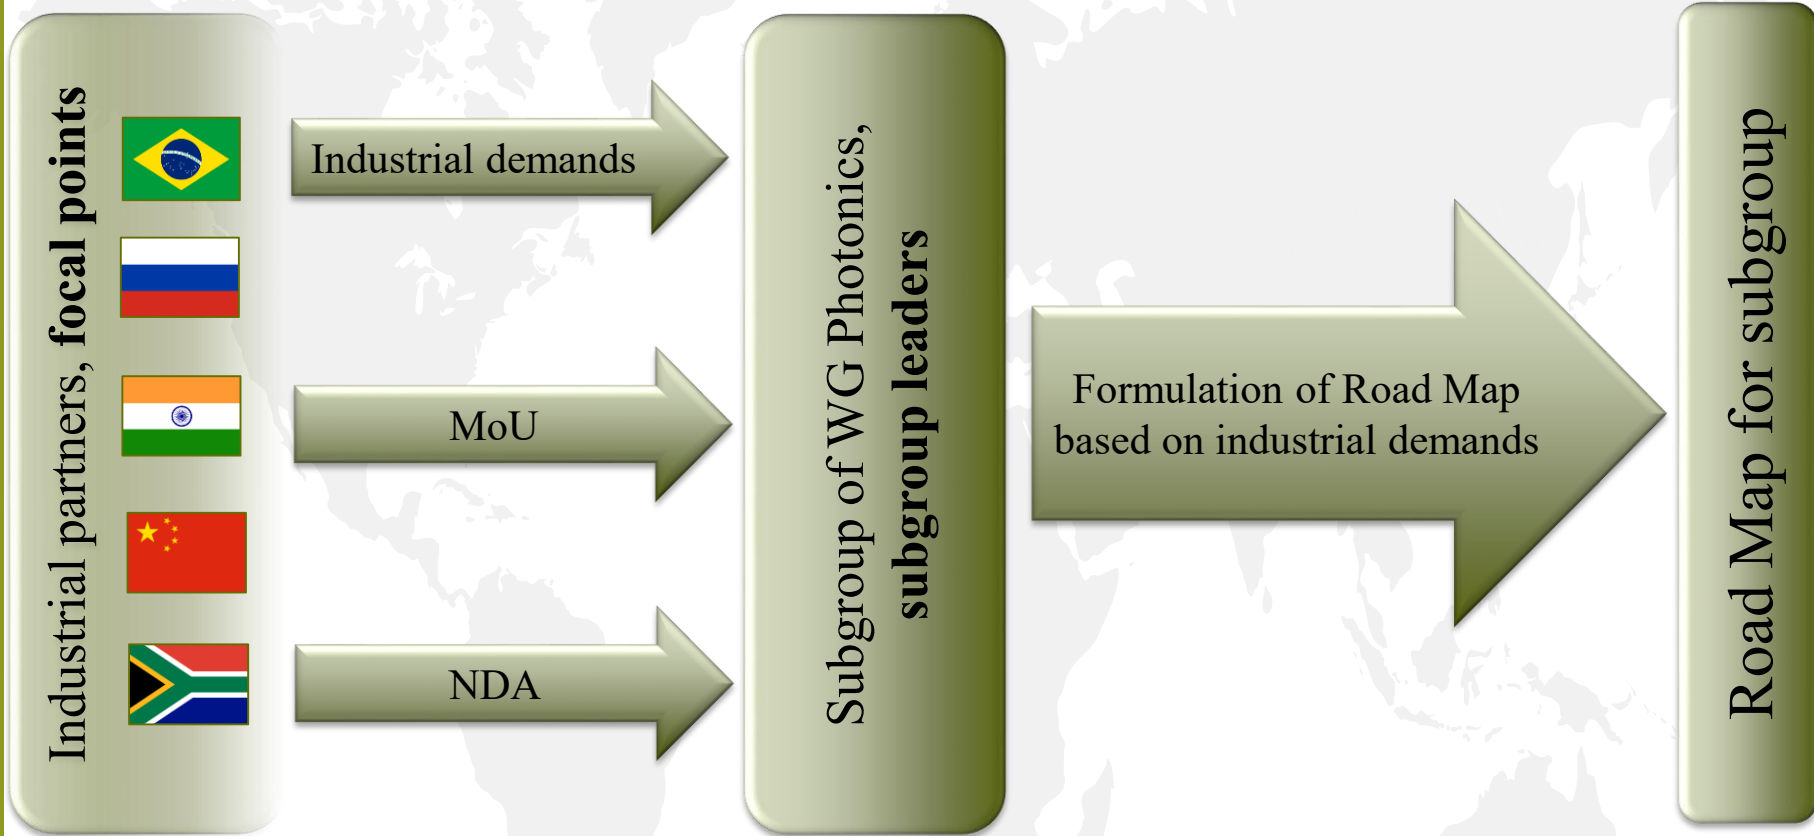 Industrial partners, focal points
Industrial demands
MoU
NDA
Subgroup of WG Photonics,
subgroup leaders
Formulation of Road Map
based on industrial demands
Road Map for subgroup